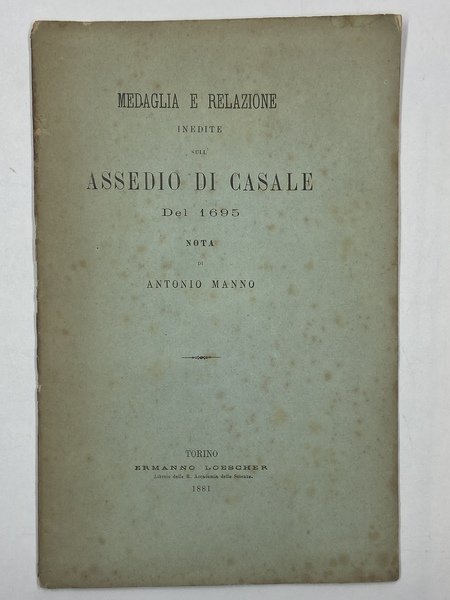 MEDAGLIA E RELAZIONE
INEDITE
SULL'
ASSEDIO DI CASALE
Del 1695
NOTA
DI
ANTONIO MANNO
TORINO
ERMANNO LOESCHER
Libraio della R. Accademia delle Scienze.
1881